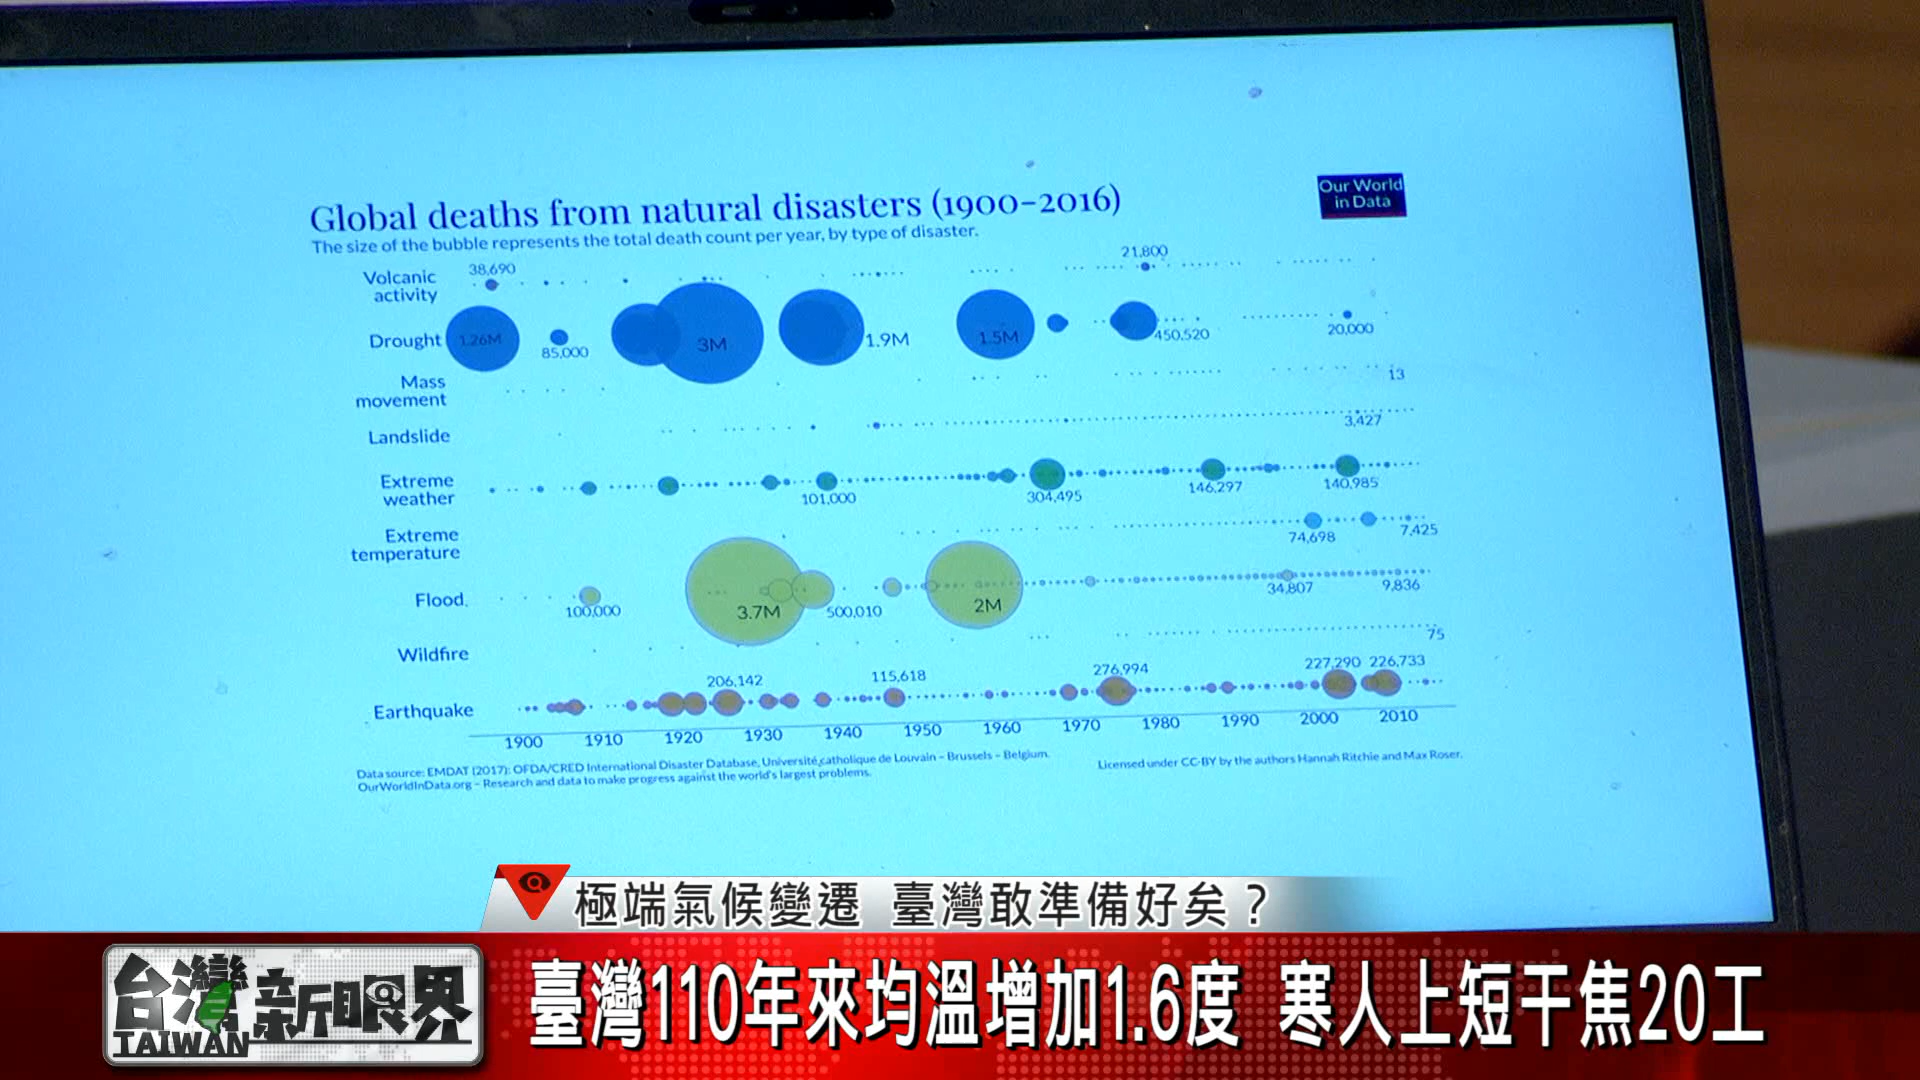 Global deaths from natural disasters (1900-2016)
The size of the bubble represents the total death count per year, by type of disaster.
Our World
in Data
Volcanic
activity
38,690
21,800
Drought
1.26M
85,000
3M
1.9M
1.5M
450,520
20,000
Mass
movement
13
Landslide
3,427
Extreme
weather
101,000
304,495
146,297
140,985
Extreme
temperature
74,698
7,425
Flood
100,000
3.7M
500,010
2M
34,807
9,836
Wildfire
75
Earthquake
206,142
115,618
276,994
227,290
226,733
1900 1910 1920 1930 1940 1950 1960 1970 1980 1990 2000 2010
Data source: EMDAT (2017): OFDA/CRED International Disaster Database, Université catholique de Louvain – Brussels – Belgium.
OurWorldInData.org – Research and data to make progress against the world's largest problems.
Licensed under CC-BY by the authors Hannah Ritchie and Max Roser.
極端氣候變遷 臺灣敢準備好矣？
台灣新眼界
TAIWAN
臺灣110年來均溫增加1.6度 寒人上短干焦20工